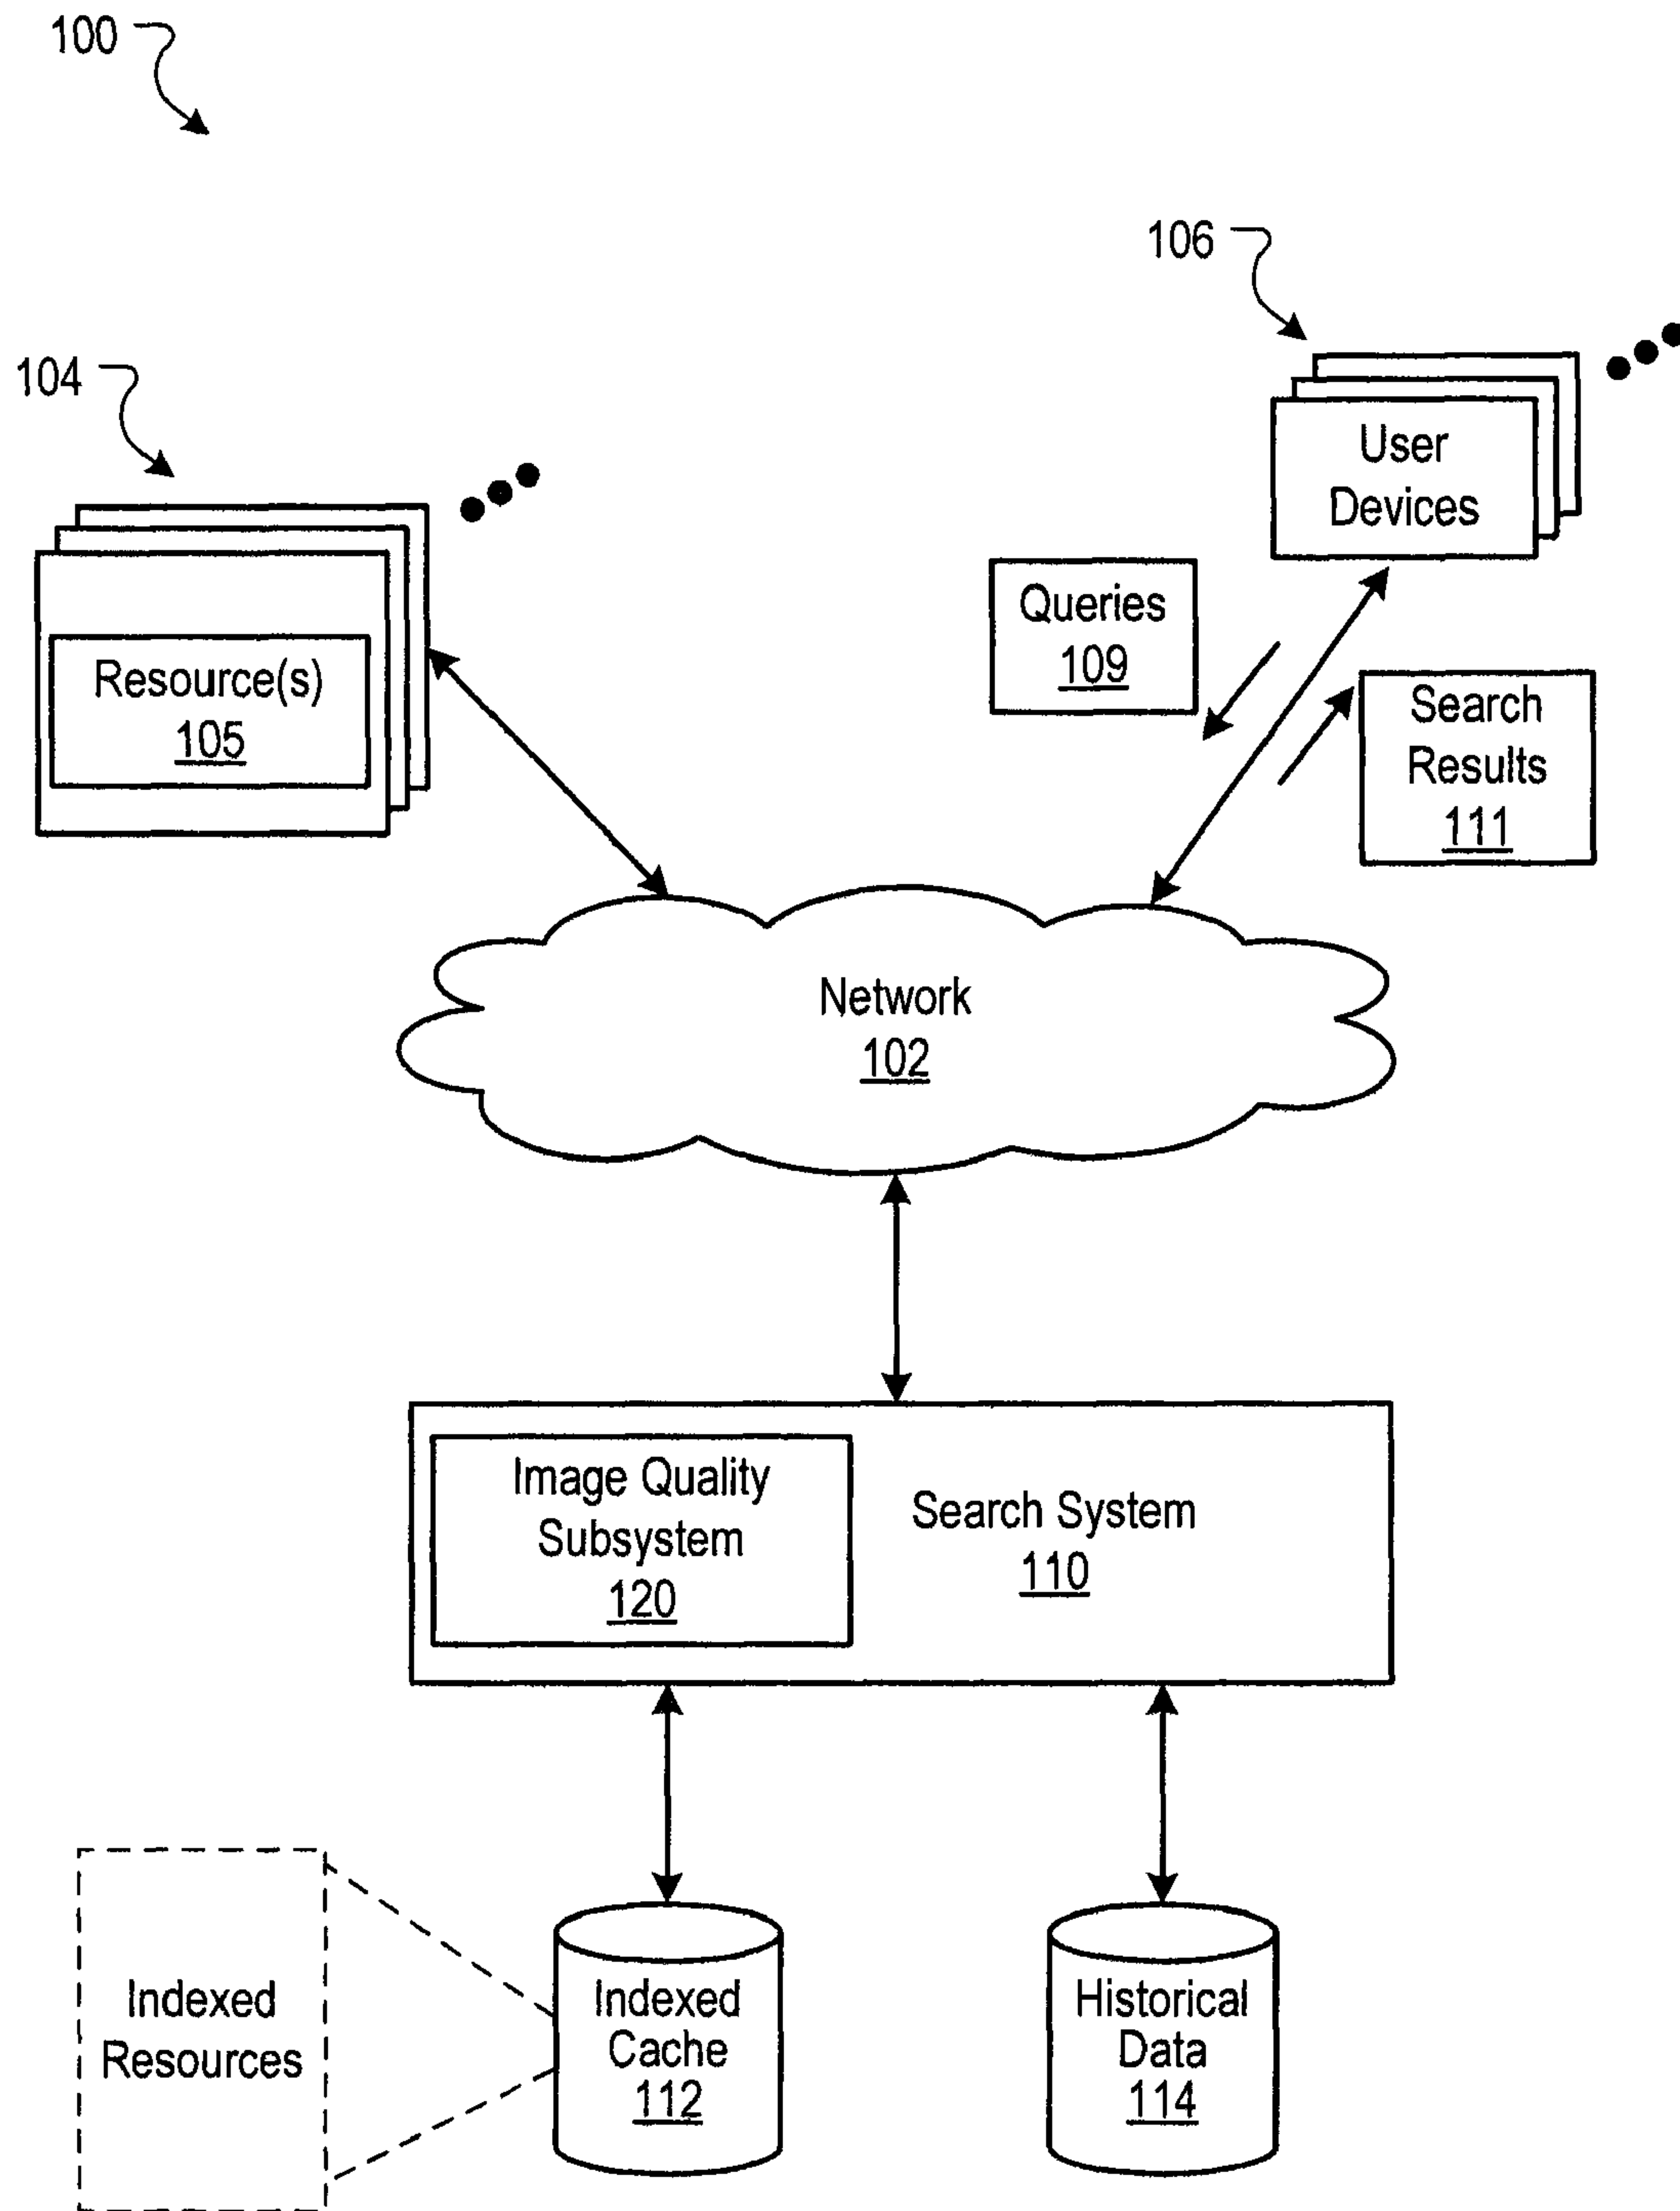 100
106
104
User
Devices
Queries
109
Resource(s)
105
Search
Results
111
Network
102
Image Quality
Subsystem
120
Search System
110
Indexed
Resources
Indexed
Cache
112
Historical
Data
114